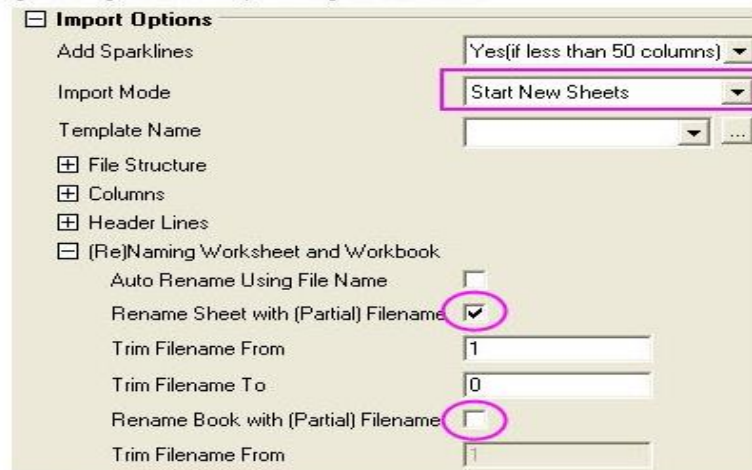 Import Options
Add Sparklines Yes(if less than 50 columns)
Import Mode Start New Sheets
Template Name ...
File Structure
Columns
Header Lines
(Re)Naming Worksheet and Workbook
Auto Rename Using File Name
Rename Sheet with (Partial) Filename
Trim Filename From 1
Trim Filename To 0
Rename Book with (Partial) Filename
Trim Filename From 1